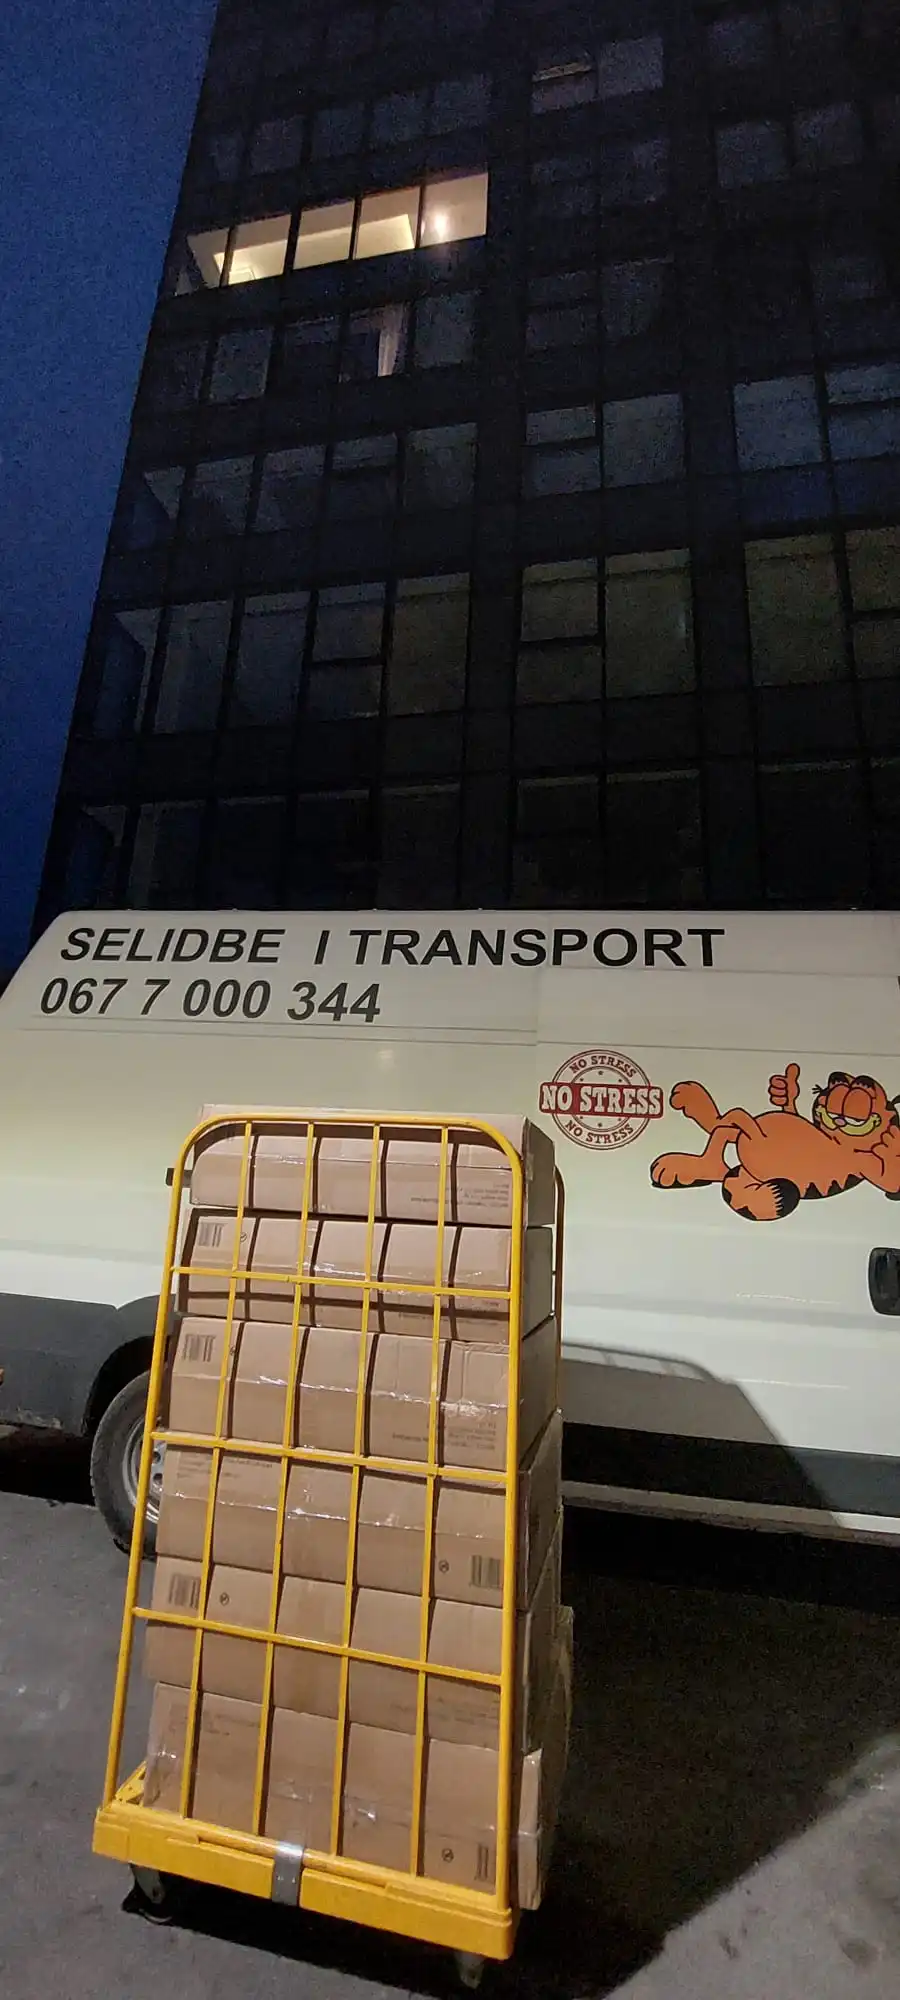 SELIDBE I TRANSPORT
067 7 000 344
NO STRESS
NO STRESS
NO STRESS